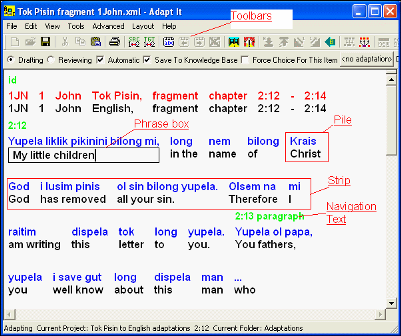 Tok Pisin fragment 1John.xml - Adapt It
Toolbars
File Edit View Tools Advanced Layout Help
Drafting Reviewing Automatic Save To Knowledge Base Force Choice For This Item <no adaptation>
id
1JN 1 John Tok Pisin, fragment chapter 2:12 - 2:14
1JN 1 John English, fragment chapter 2:12 - 2:14
2:12
Phrase box
Pile
Yupela liklik pikinini bilong mi, long nem bilong Krais
My little children in the name of Christ
God i lusim pinis ol sin bilong yupela. Olsem na mi
God has removed all your sin. Therefore I
Strip
2:13 paragraph
Navigation
Text
raitim dispela tok long yupela. Yupela ol papa,
am writing this letter to you. You fathers,
yupela i save gut long dispela man ...
you well know about this man who
Adapting Current Project: Tok Pisin to English adaptations 2:12 Current Folder: Adaptations